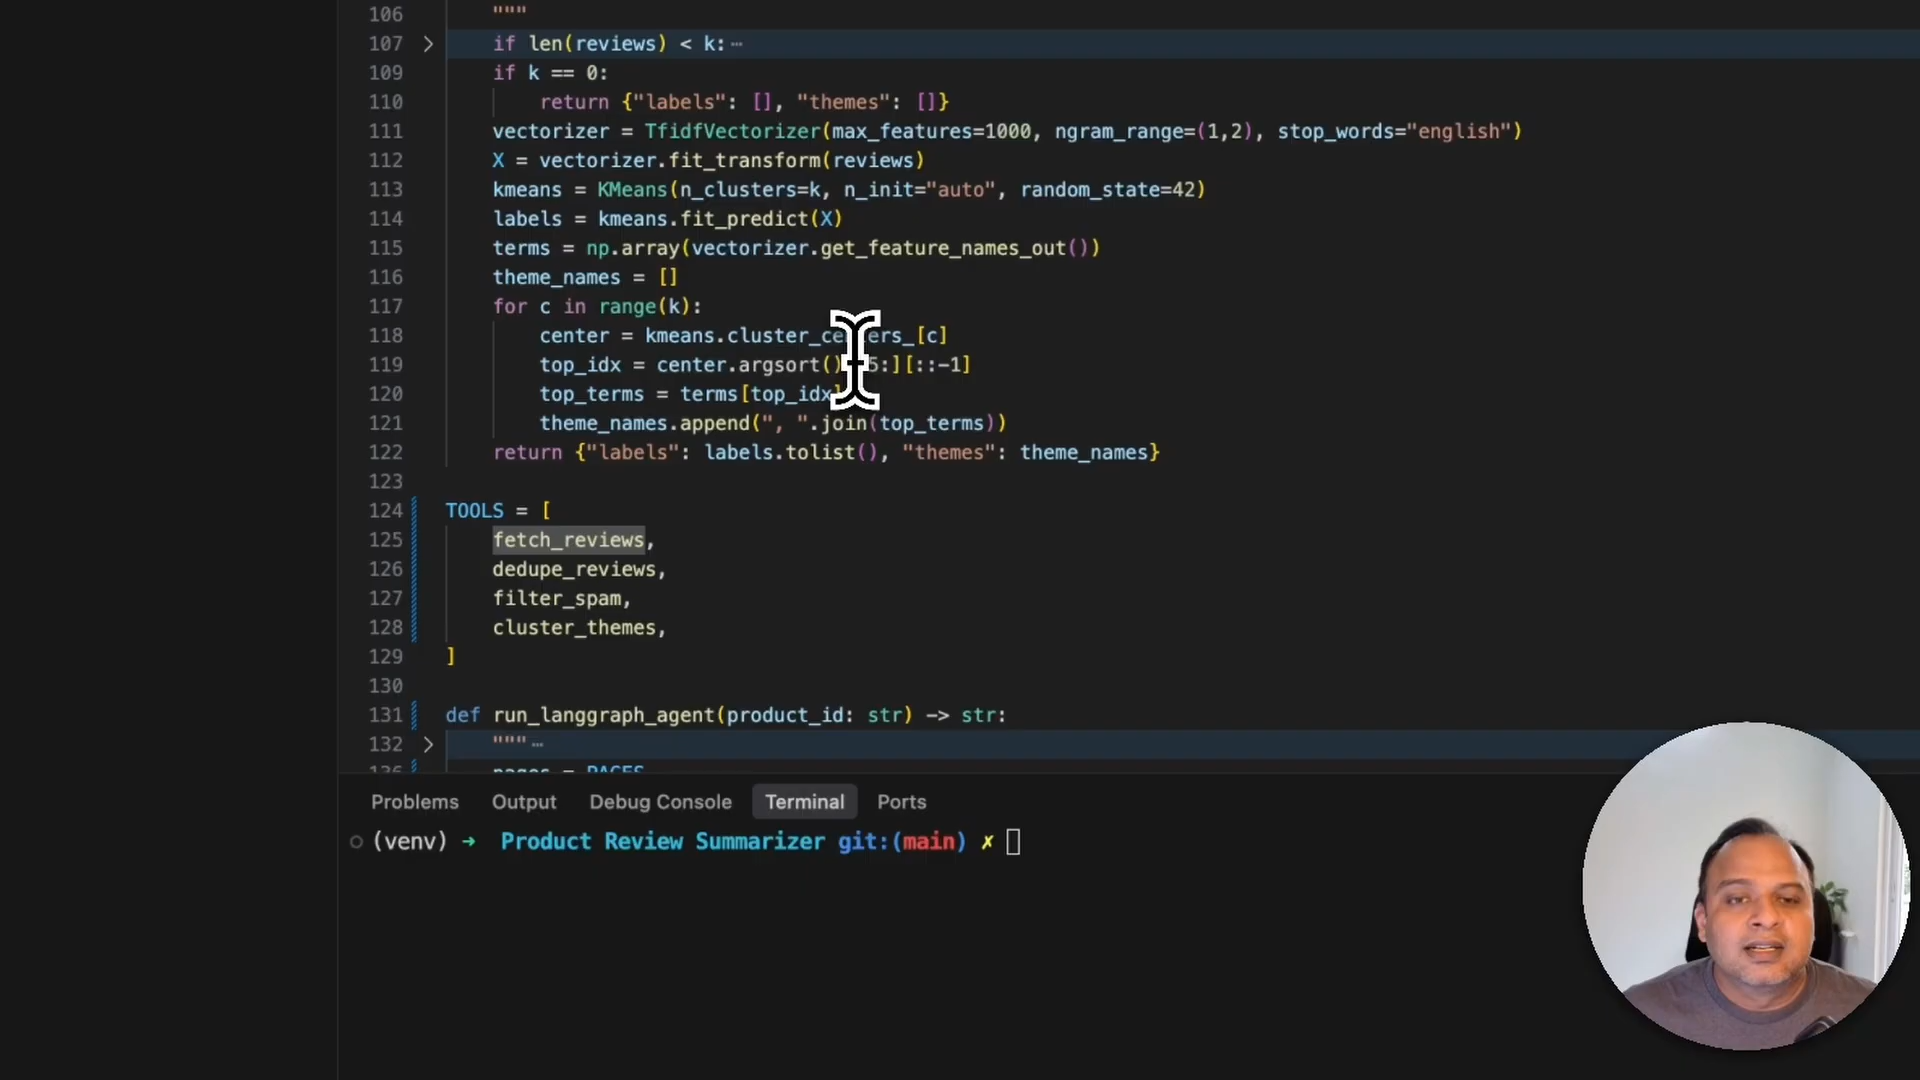 106 """
107 if len(reviews) < k:
109 if k == 0:
110 return {"labels": [], "themes": []}
111 vectorizer = TfidfVectorizer(max_features=1000, ngram_range=(1,2), stop_words="english")
112 X = vectorizer.fit_transform(reviews)
113 kmeans = KMeans(n_clusters=k, n_init="auto", random_state=42)
114 labels = kmeans.fit_predict(X)
115 terms = np.array(vectorizer.get_feature_names_out())
116 theme_names = []
117 for c in range(k):
118 center = kmeans.cluster_centers_[c]
119 top_idx = center.argsort() 5:][::-1]
120 top_terms = terms[top_idx
121 theme_names.append(", ".join(top_terms))
122 return {"labels": labels.tolist(), "themes": theme_names}
123
124 TOOLS = [
125 fetch_reviews,
126 dedupe_reviews,
127 filter_spam,
128 cluster_themes,
129 ]
130
131 def run_langgraph_agent(product_id: str) -> str:
132 """
136 pages = PAGES
Problems Output Debug Console Terminal Ports
(venv) → Product Review Summarizer git:(main) ✗